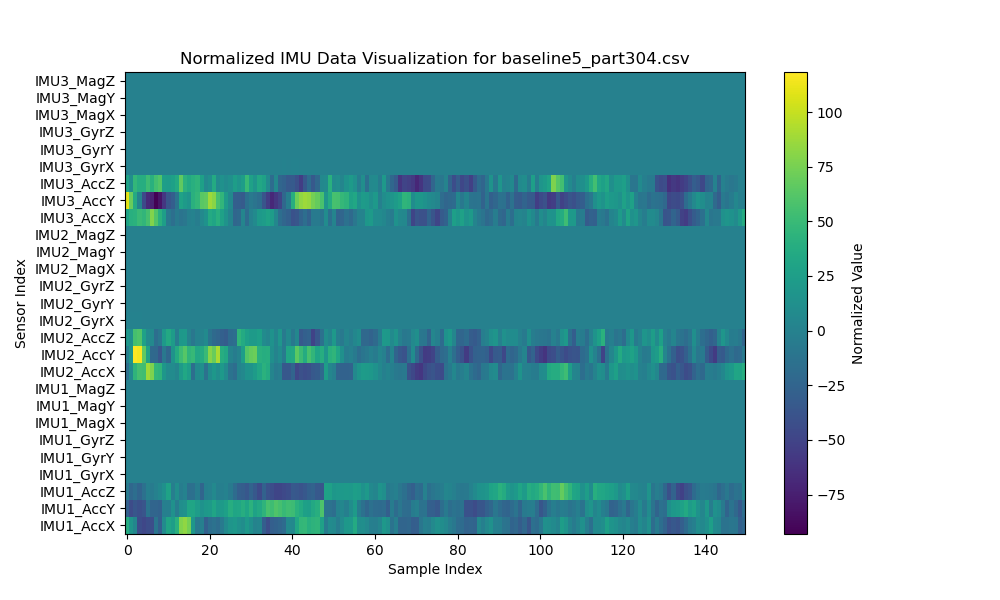 Normalized IMU Data Visualization for baseline5_part304.csv
IMU3_MagZ
IMU3_MagY
IMU3_MagX
IMU3_GyrZ
IMU3_GyrY
IMU3_GyrX
IMU3_AccZ
IMU3_AccY
IMU3_AccX
IMU2_MagZ
IMU2_MagY
IMU2_MagX
IMU2_GyrZ
IMU2_GyrY
IMU2_GyrX
IMU2_AccZ
IMU2_AccY
IMU2_AccX
IMU1_MagZ
IMU1_MagY
IMU1_MagX
IMU1_GyrZ
IMU1_GyrY
IMU1_GyrX
IMU1_AccZ
IMU1_AccY
IMU1_AccX
Sensor Index
0 20 40 60 80 100 120 140
Sample Index
100
75
50
25
0
−25
−50
−75
Normalized Value